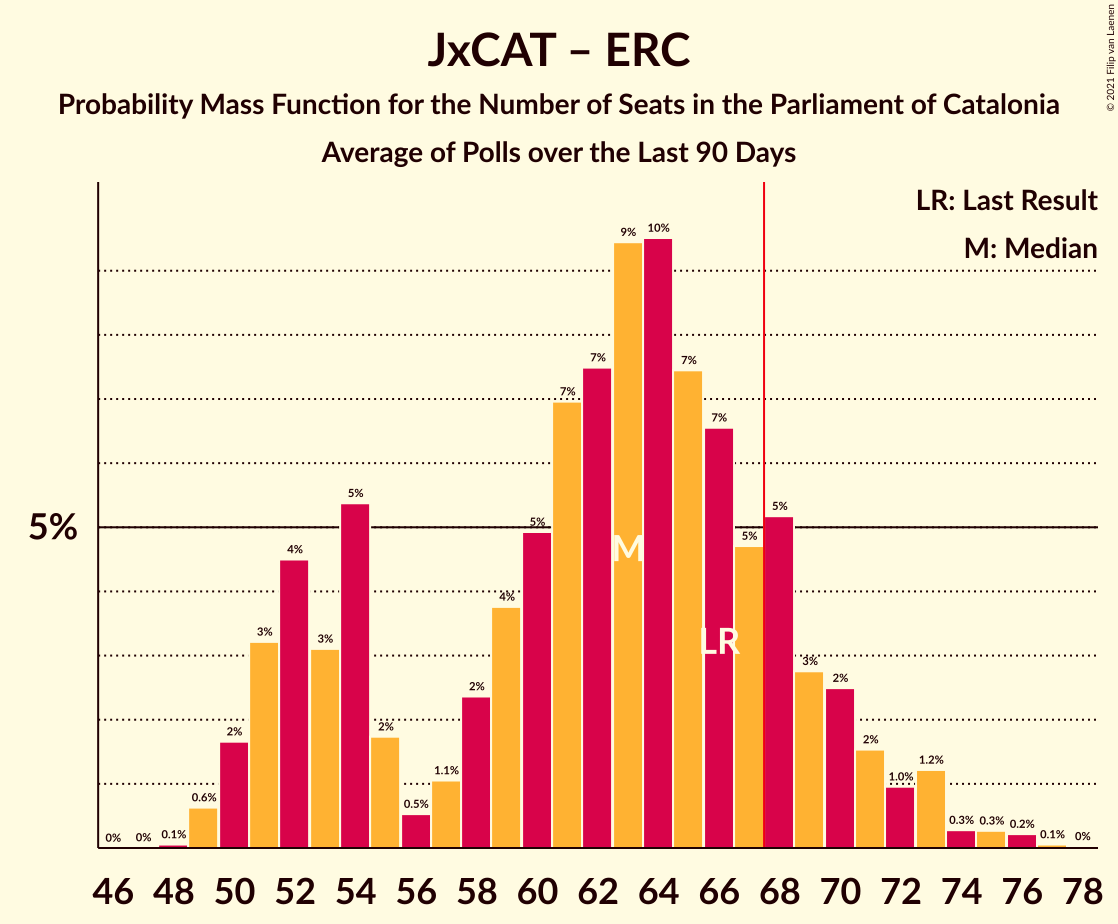 JxCAT – ERC
Probability Mass Function for the Number of Seats in the Parliament of Catalonia
Average of Polls over the Last 90 Days
© 2021 Filip van Laenen
LR: Last Result
M: Median
5%
0% 0% 0.1% 0.6% 2% 3% 4% 3% 5% 2% 0.5% 1.1% 2% 4% 5% 7% 7% 9% 10% 7% 7% 5% 5% 3% 2% 2% 1.0% 1.2% 0.3% 0.3% 0.2% 0.1% 0%
M
LR
46 48 50 52 54 56 58 60 62 64 66 68 70 72 74 76 78